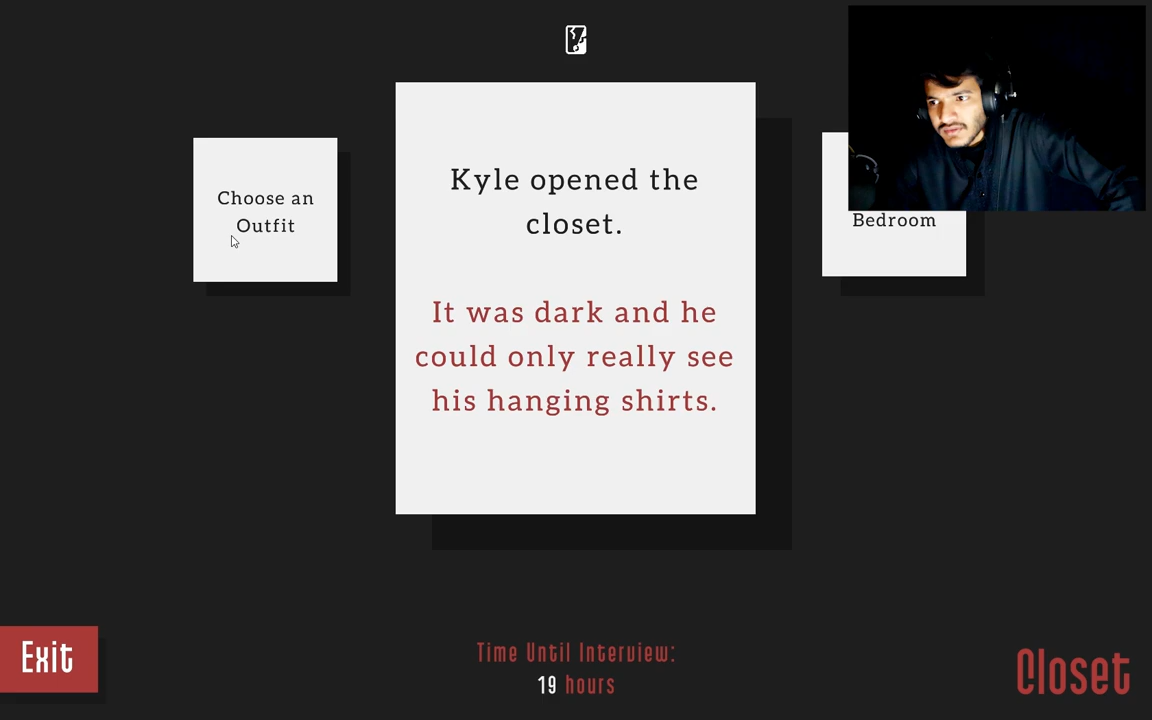 Choose an
Outfit
Kyle opened the
closet.
It was dark and he
could only really see
his hanging shirts.
Bedroom
Exit
Time Until Interview:
19 hours
Closet